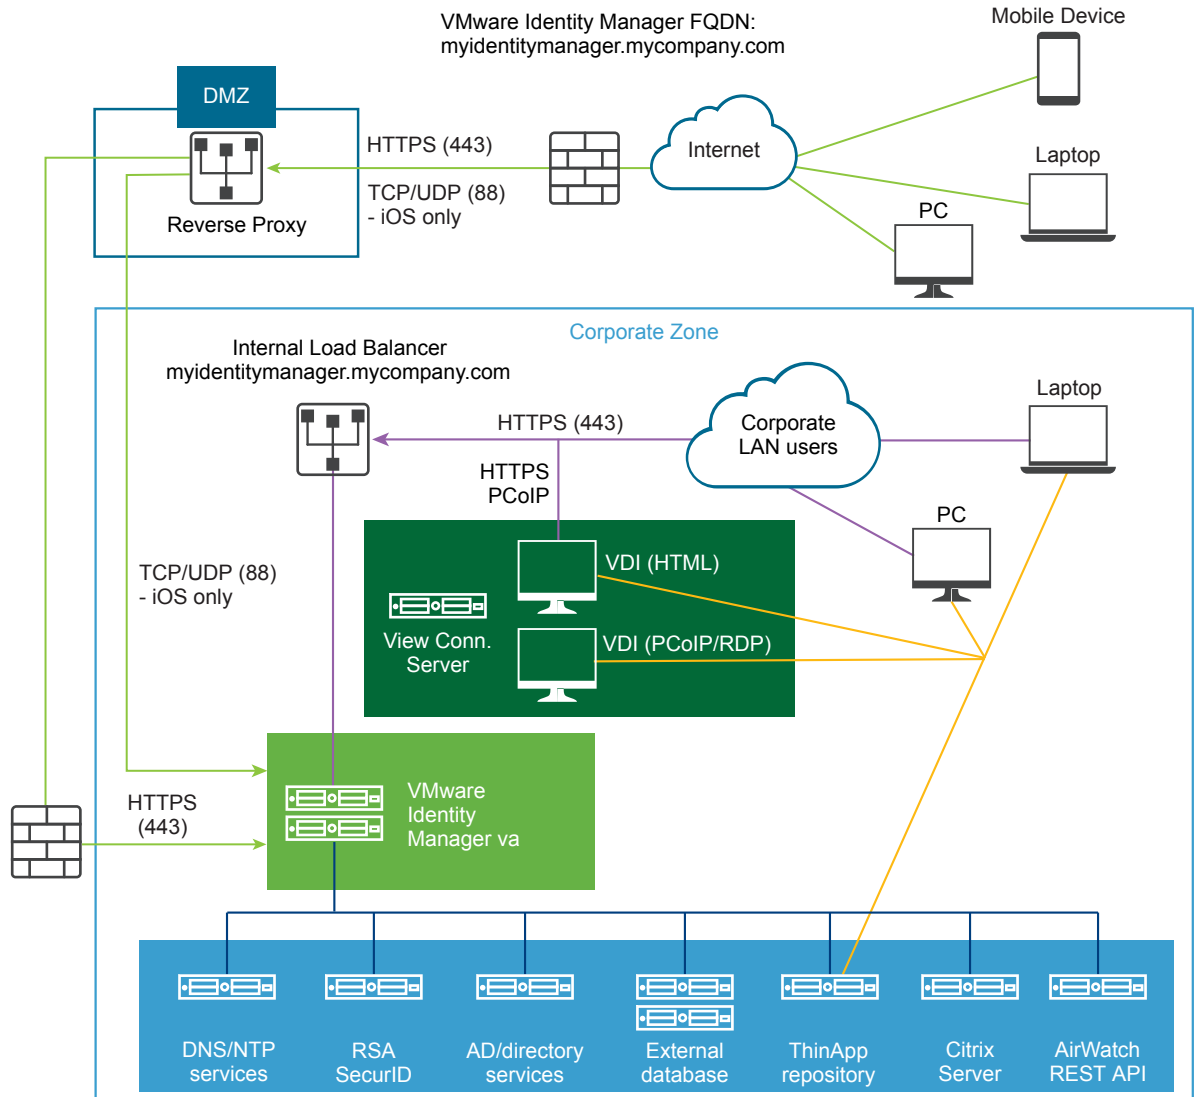 VMware Identity Manager FQDN:
myidentitymanager.mycompany.com
Mobile Device
DMZ
HTTPS (443)
Internet
Laptop
TCP/UDP (88)
- iOS only
Reverse Proxy
PC
Corporate Zone
Internal Load Balancer
myidentitymanager.mycompany.com
Laptop
HTTPS (443)
Corporate
LAN users
HTTPS
PCoIP
PC
VDI (HTML)
TCP/UDP (88)
- iOS only
View Conn.
Server
VDI (PCoIP/RDP)
VMware
Identity
Manager va
HTTPS
(443)
DNS/NTP
services
RSA
SecurID
AD/directory
services
External
database
ThinApp
repository
Citrix
Server
AirWatch
REST API